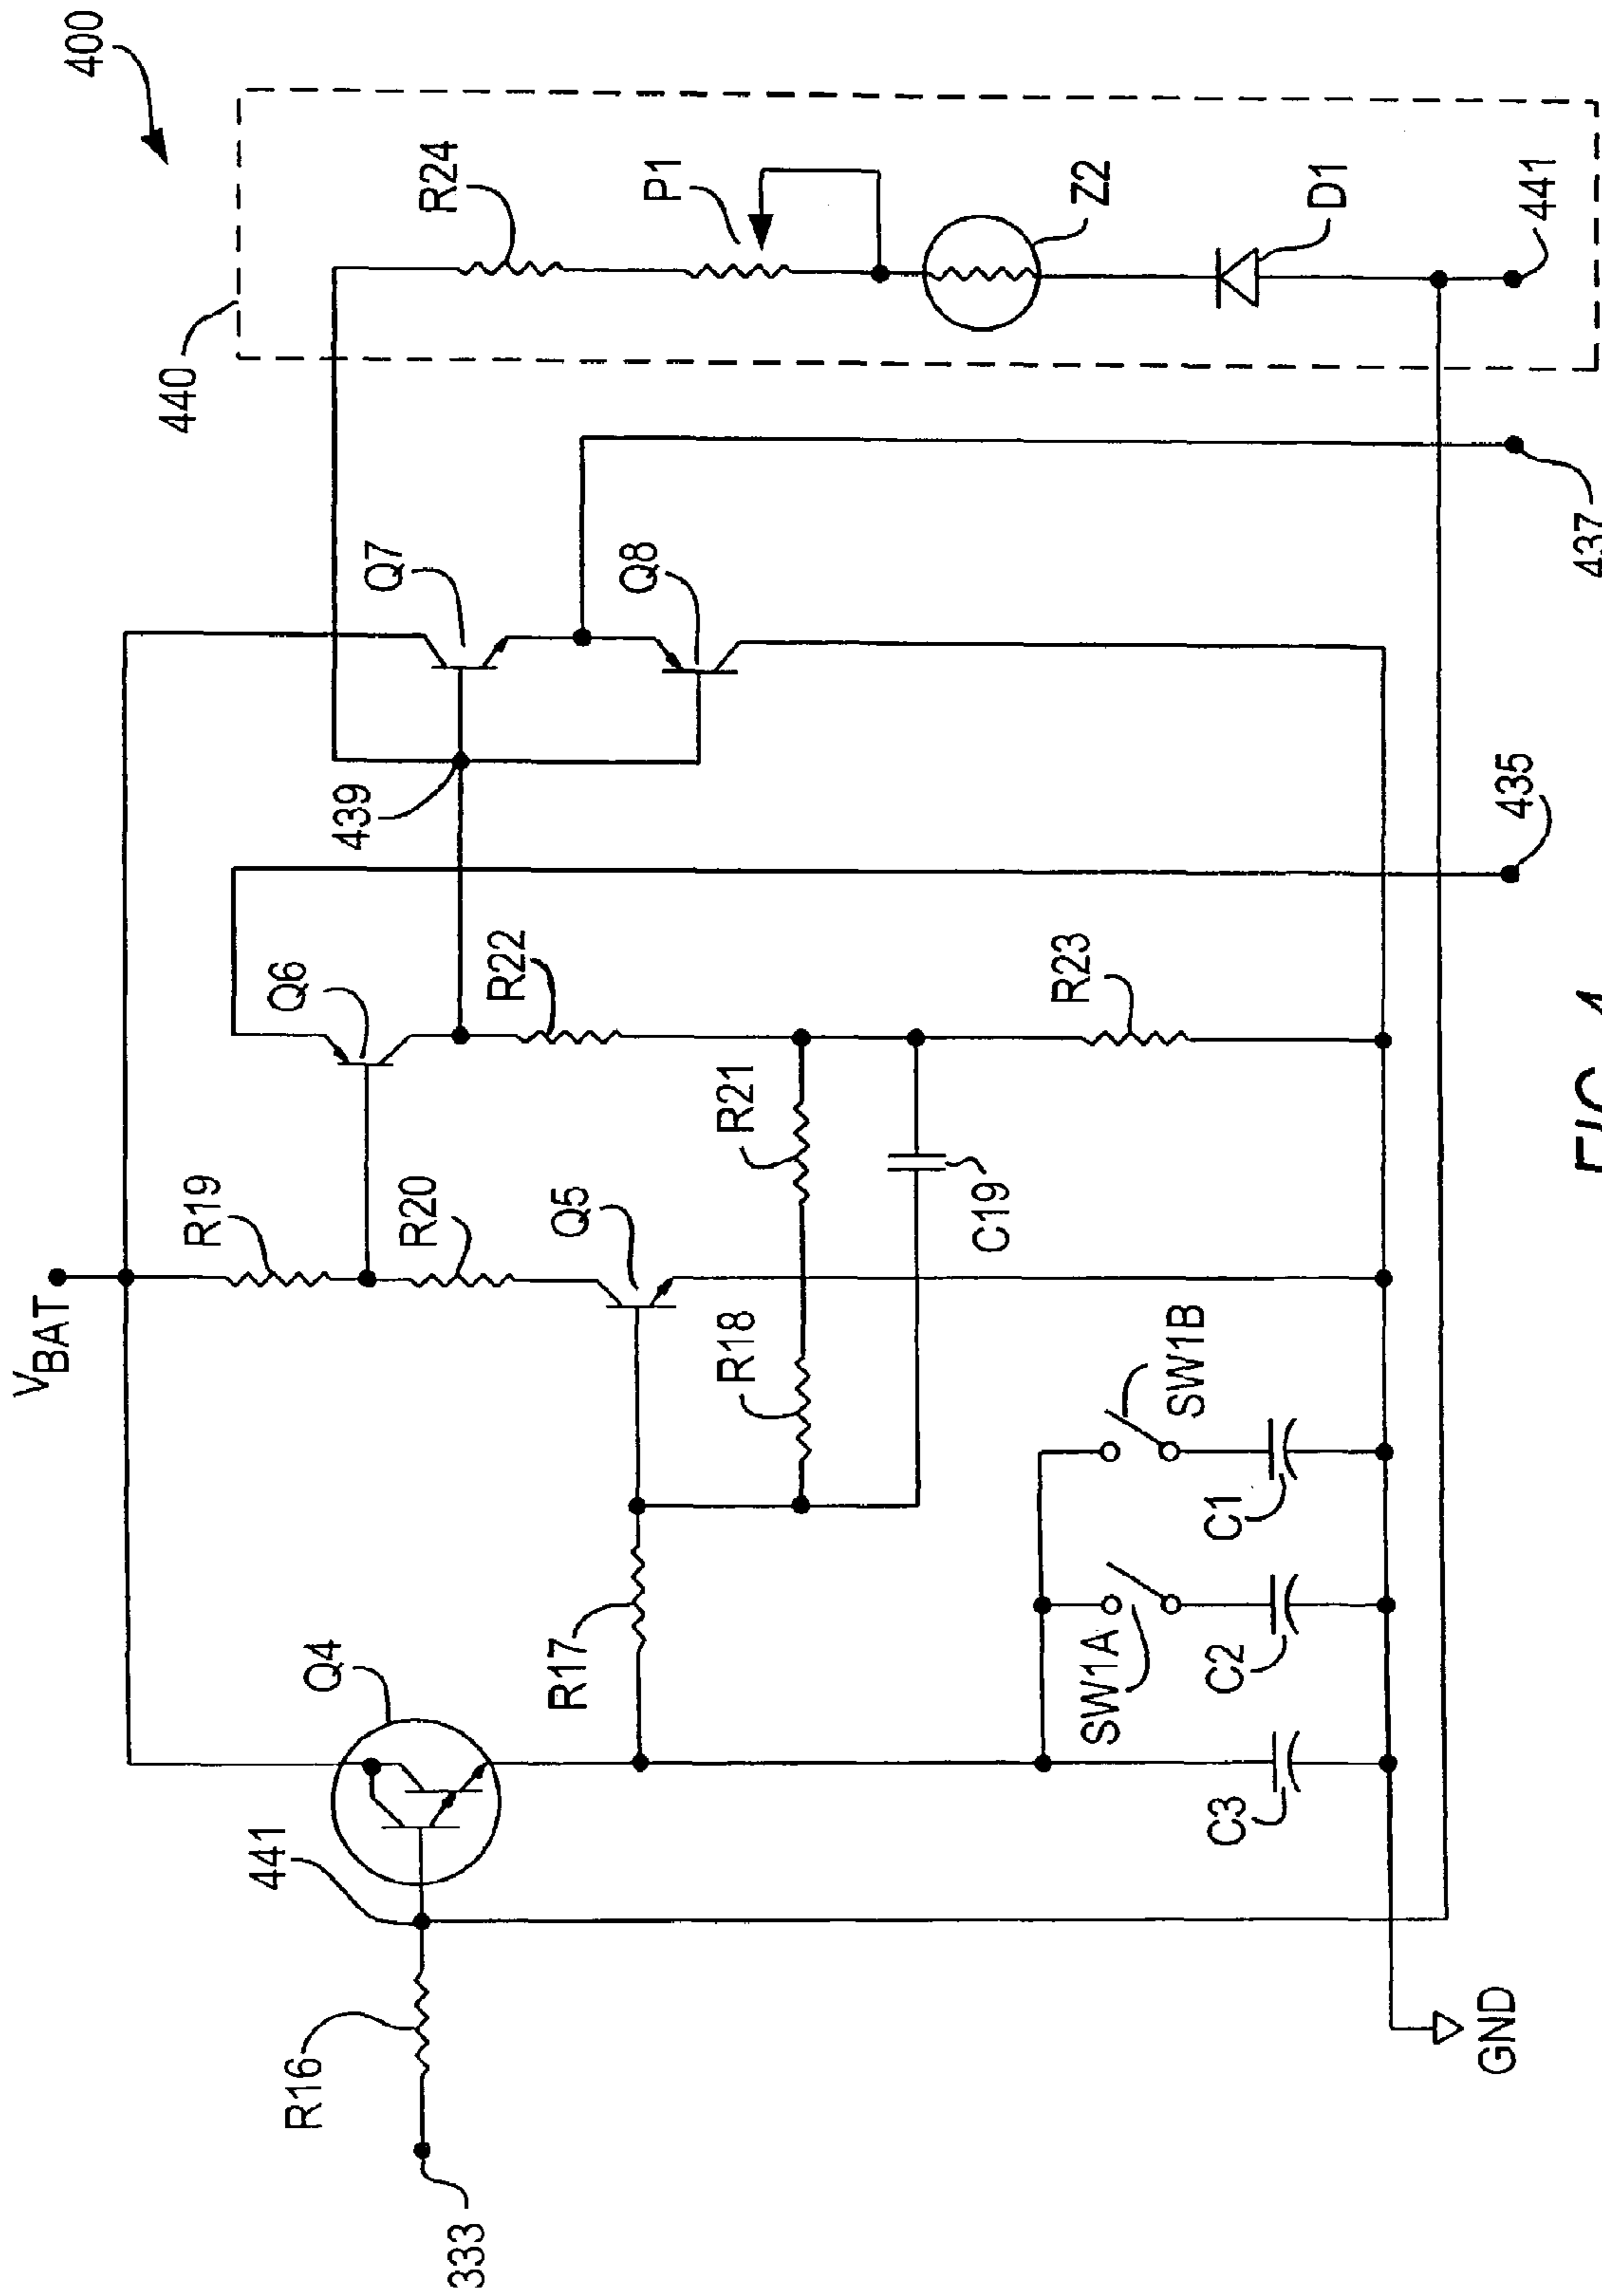 400
440
R24
P1
Z2
D1
441
437
Q7
Q8
439
435
Q6
R22
R23
R21
C19
VBAT
R19
R20
Q5
R18
SW1B
C1
R17
SW1A
C2
Q4
C3
441
R16
333
GND